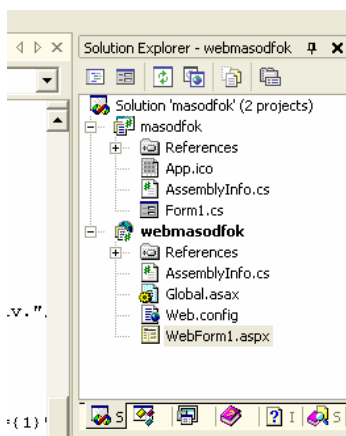 Solution Explorer - webmasodfok
Solution 'masodfok' (2 projects)
masodfok
References
App.ico
AssemblyInfo.cs
Form1.cs
webmasodfok
References
AssemblyInfo.cs
Global.asax
Web.config
.v.",
WebForm1.aspx
={1}'
S
I
S